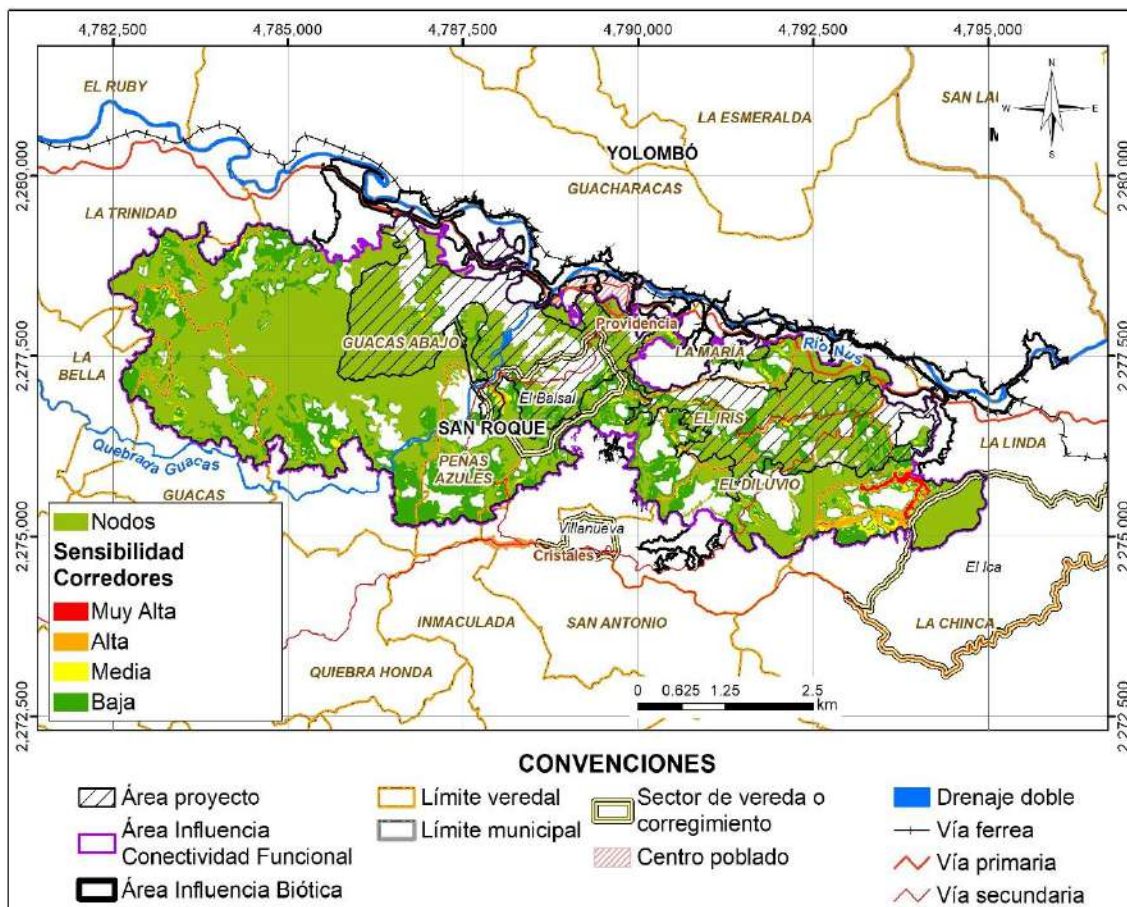 4,782,500
4,785,000
4,787,500
4,790,000
4,792,500
4,795,000
EL RUBY
LA ESMERALDA
SAN LAU
N
W
E
S
M
YOLOMBÓ
2,280,000
2,280,000
GUACHARACAS
LA TRINIDAD
Providencia
2,277,500
2,277,500
GUACAS ABAJO
LA MARIA
Río Nus
LA
BELLA
El Balsal
SAN ROQUE
EL IRIS
LA LINDA
Quebrada Guacas
PEÑAS
AZULES
EL DILUVIO
GUACAS
Villanueva
2,275,000
2,275,000
Cristales
El Ica
INMACULADA
SAN ANTONIO
LA CHINCA
QUIEBRA HONDA
Nodos
Sensibilidad
Corredores
Muy Alta
Alta
Media
Baja
0 0.625 1.25 2.5
km
2,272,500
2,272,500
CONVENCIONES
Área proyecto
Área Influencia
Conectividad Funcional
Área Influencia Biótica
Límite veredal
Límite municipal
Sector de vereda o
corregimiento
Centro poblado
Drenaje doble
Vía ferrea
Vía primaria
Vía secundaria